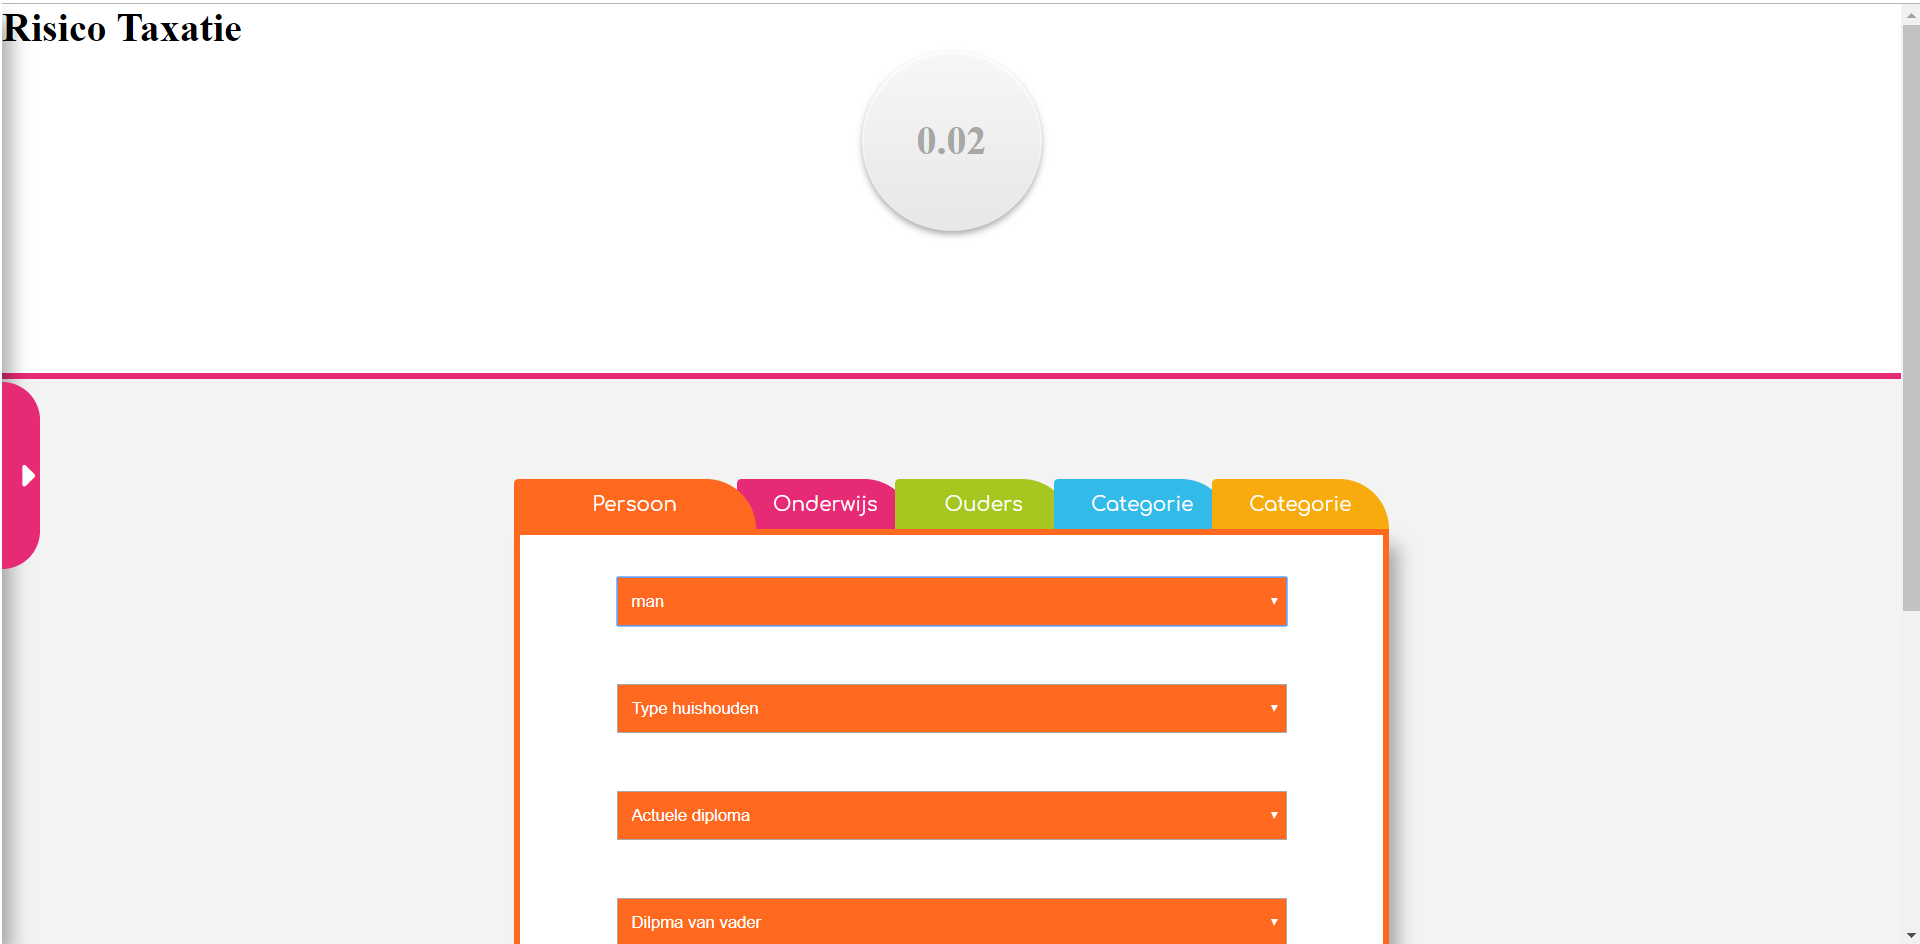 Risico Taxatie
0.02
Persoon Onderwijs Ouders Categorie Categorie
man
Type huishouden
Actuele diploma
Dilpma van vader